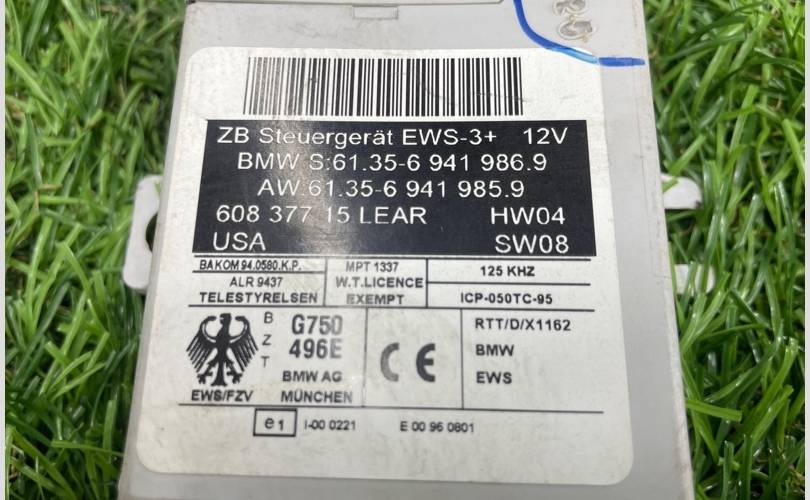 ZB Steuergerät EWS-3+ 12V
BMW S:61.35-6 941 986.9
AW:61.35-6 941 985.9
608 377 15 LEAR HW04
USA SW08
BAKOM 94.0580.K.P. MPT 1337 125 KHZ
ALR 9437 W.T.LICENCE
TELESTYRELSEN EXEMPT ICP-050TC-95
B Z T G750 RTT/D/X1162
496E CE BMW
BMW AG EWS
EWS/FZV MÜNCHEN
e1 I-00 0221 E 00 96 0801